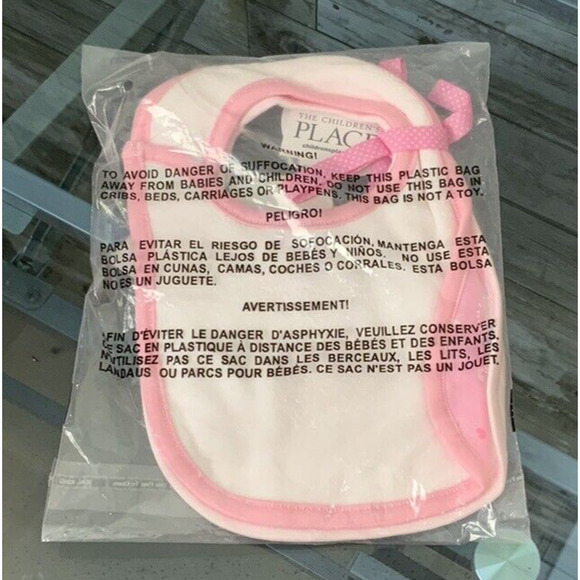 THE CHILDREN'S
PLACE
childrenspla
WARNING!
TO AVOID DANGER OF SUFFOCATION, KEEP THIS PLASTIC BAG
AWAY FROM BABIES AND CHILDREN. DO NOT USE THIS BAG IN
CRIBS, BEDS, CARRIAGES OR PLAYPENS. THIS BAG IS NOT A TOY.
PELIGRO!
PARA EVITAR EL RIESGO DE SOFOCACIÓN, MANTENGA ESTA
BOLSA PLÁSTICA LEJOS DE BEBÉS Y NIÑOS. NO USE ESTA
BOLSA EN CUNAS, CAMAS, COCHES O CORRALES. ESTA BOLSA
NO ES UN JUGUETE.
AVERTISSEMENT!
AFIN D'ÉVITER LE DANGER D'ASPHYXIE, VEUILLEZ CONSERVER
CE SAC EN PLASTIQUE À DISTANCE DES BÉBÉS ET DES ENFANTS.
N'UTILISEZ PAS CE SAC DANS LES BERCEAUX, LES LITS, LES
LANDAUS OU PARCS POUR BÉBÉS. CE SAC N'EST PAS UN JOUET.